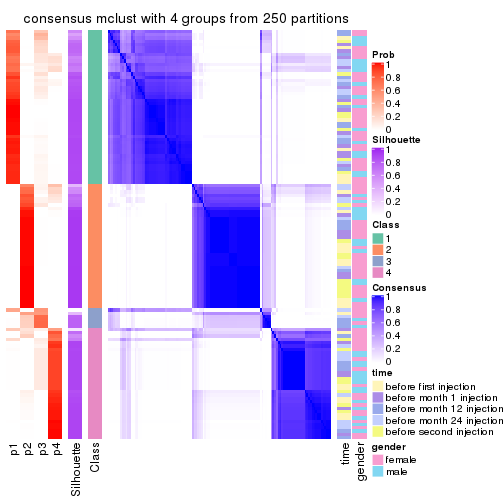 consensus mclust with 4 groups from 250 partitions
Prob
1
0.8
0.6
0.4
0.2
0
Silhouette
1
0.8
0.6
0.4
0.2
0
Class
1
2
3
4
Consensus
1
0.8
0.6
0.4
0.2
0
time
before first injection
before month 1 injection
before month 12 injection
before month 24 injection
before second injection
gender
female
male
p1
p2
p3
p4
Silhouette
Class
time
gender